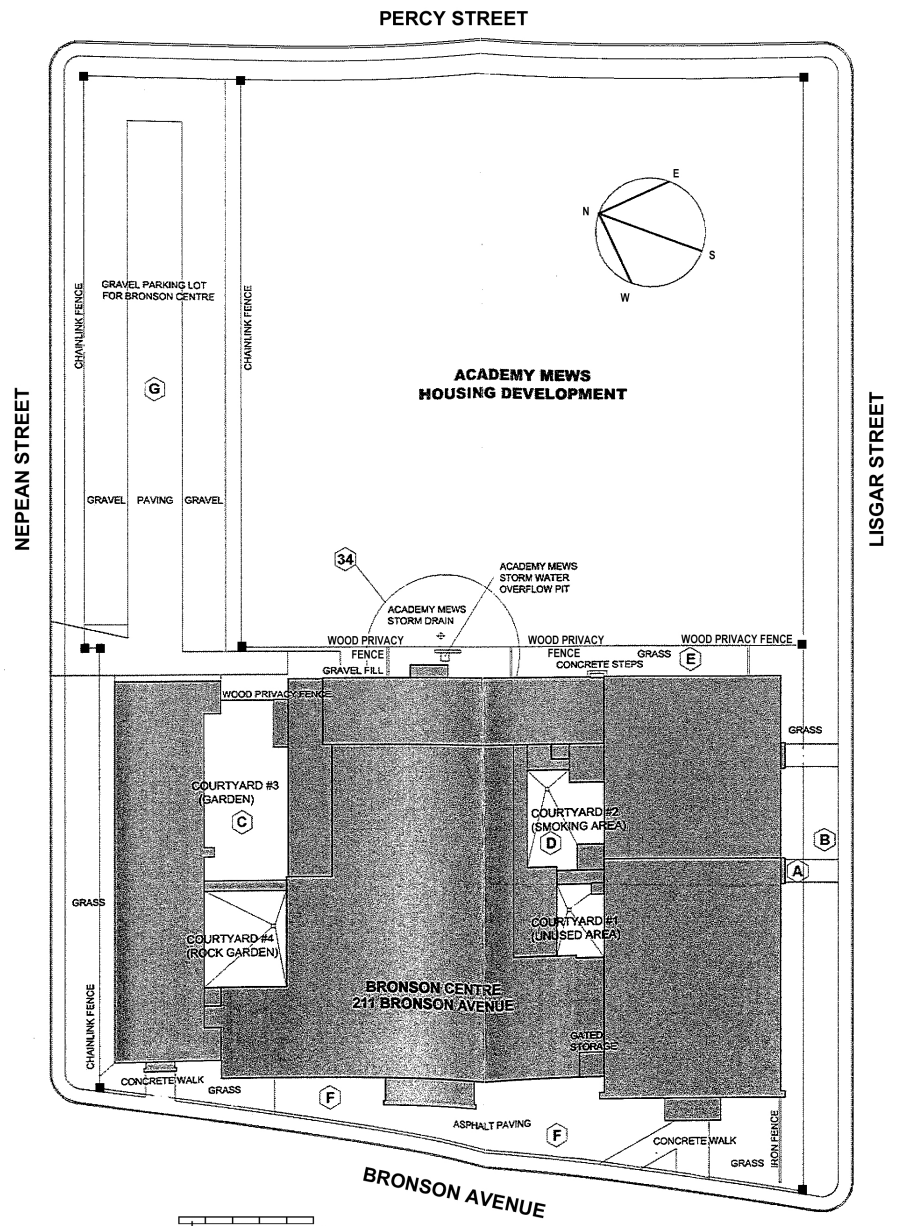 PERCY STREET
E
N
S
W
GRAVEL PARKING LOT
FOR BRONSON CENTRE
CHAINLINK FENCE
CHAINLINK FENCE
G
ACADEMY MEWS
HOUSING DEVELOPMENT
NEPEAN STREET
LISGAR STREET
GRAVEL
PAVING
GRAVEL
34
ACADEMY MEWS
STORM WATER
OVERFLOW PIT
ACADEMY MEWS
STORM DRAIN
WOOD PRIVACY
FENCE
WOOD PRIVACY
FENCE
WOOD PRIVACY FENCE
GRASS
E
CONCRETE STEPS
GRAVEL FILL
WOOD PRIVACY FENCE
GRASS
COURTYARD #3
(GARDEN)
C
COURTYARD #2
(SMOKING AREA)
D
B
A
GRASS
COURTYARD #4
(ROCK GARDEN)
COURTYARD #1
(UNUSED AREA)
BRONSON CENTRE
211 BRONSON AVENUE
CHAINLINK FENCE
GATED
STORAGE
CONCRETE WALK
GRASS
F
ASPHALT PAVING
F
CONCRETE WALK
IRON FENCE
GRASS
BRONSON AVENUE